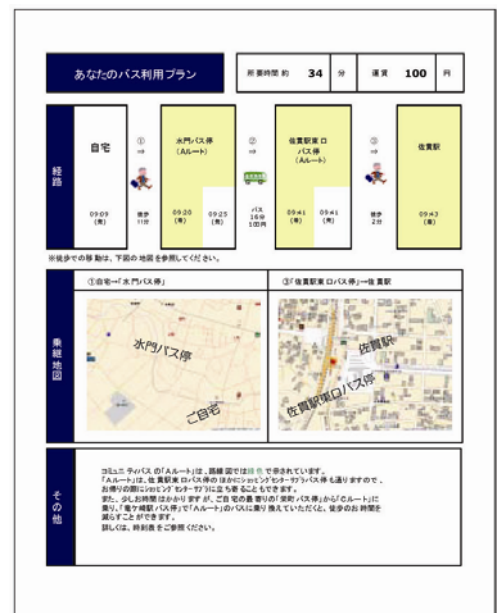 あなたのバス利用プラン
所要時間 約 34 分 運賃 100 円
経路
自宅
09:09
(発)
①
⇒
徒歩
11分
水門バス停
(Aルート)
09:20
(着)
09:25
(発)
②
⇒
バス
16分
100円
佐貫駅東口
バス停
(Aルート)
09:41
(着)
09:41
(発)
③
⇒
徒歩
2分
佐貫駅
09:43
(着)
※徒歩での移動は、下図の地図を参照してください。
乗継地図
①自宅→「水門バス停」
水門バス停
ご自宅
③「佐貫駅東口バス停」→佐貫駅
佐貫駅
佐貫駅東口バス停
その他
コミュニティバスの「Aルート」は、路線図では緑色で示されています。
「Aルート」は、佐貫駅東口バス停のほかにショッピングセンターサプラバス停も通りますので、
お帰りの際にショッピングセンターサプラに立ち寄ることもできます。
また、少しお時間はかかりますが、ご自宅の最寄りの「栄町バス停」から「Cルート」に
乗り、「竜ケ崎駅バス停」で「Aルート」のバスに乗り換えていただくと、徒歩のお時間を
減らすことができます。
詳しくは、時刻表をご参照ください。